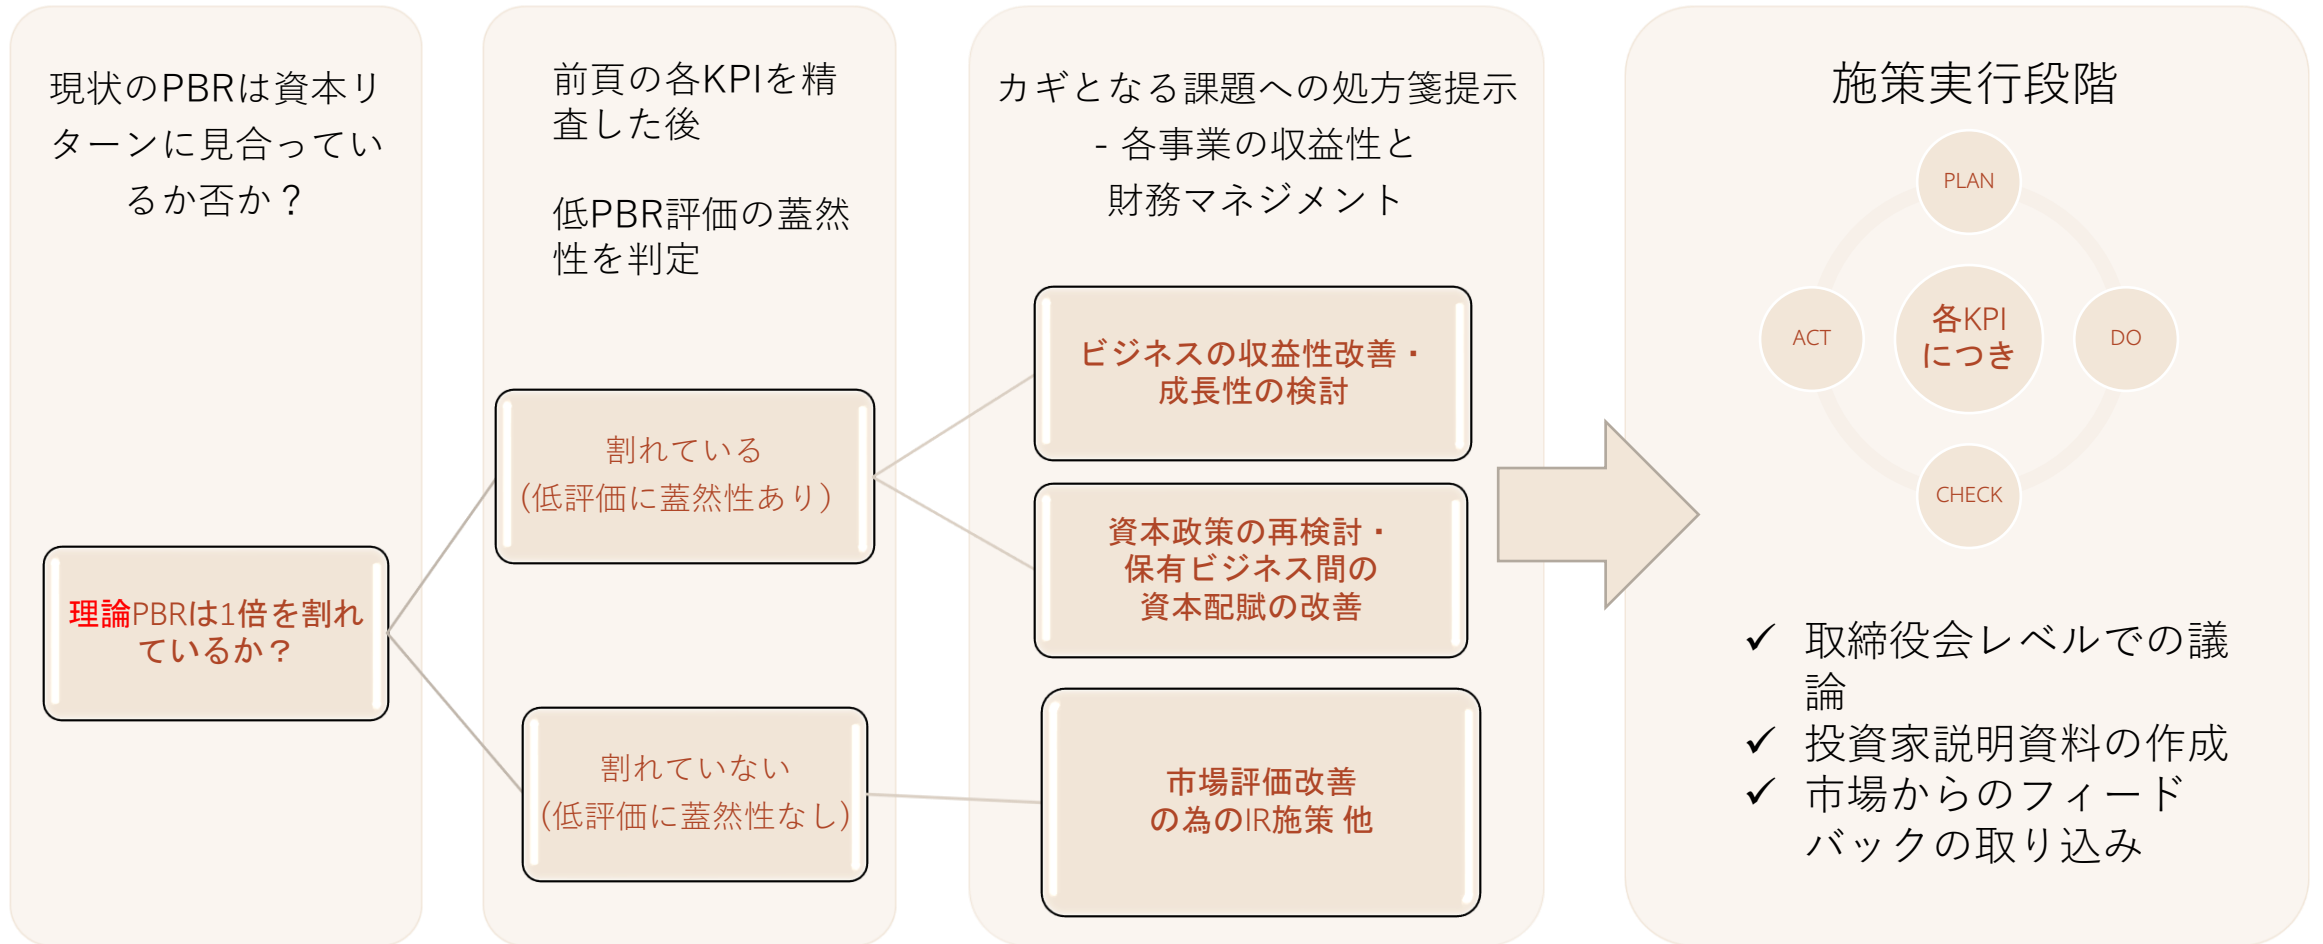 現状のPBRは資本リ
ターンに見合ってい
るか否か？
理論PBRは1倍を割れ
ているか？
前頁の各KPIを精
査した後
低PBR評価の蓋然
性を判定
割れている
(低評価に蓋然性あり)
割れていない
(低評価に蓋然性なし)
カギとなる課題への処方箋提示
- 各事業の収益性と
財務マネジメント
ビジネスの収益性改善・
成長性の検討
資本政策の再検討・
保有ビジネス間の
資本配賦の改善
市場評価改善
の為のIR施策 他
施策実行段階
PLAN
ACT
各KPI
につき
DO
CHECK
✓ 取締役会レベルでの議
論
✓ 投資家説明資料の作成
✓ 市場からのフィード
バックの取り込み